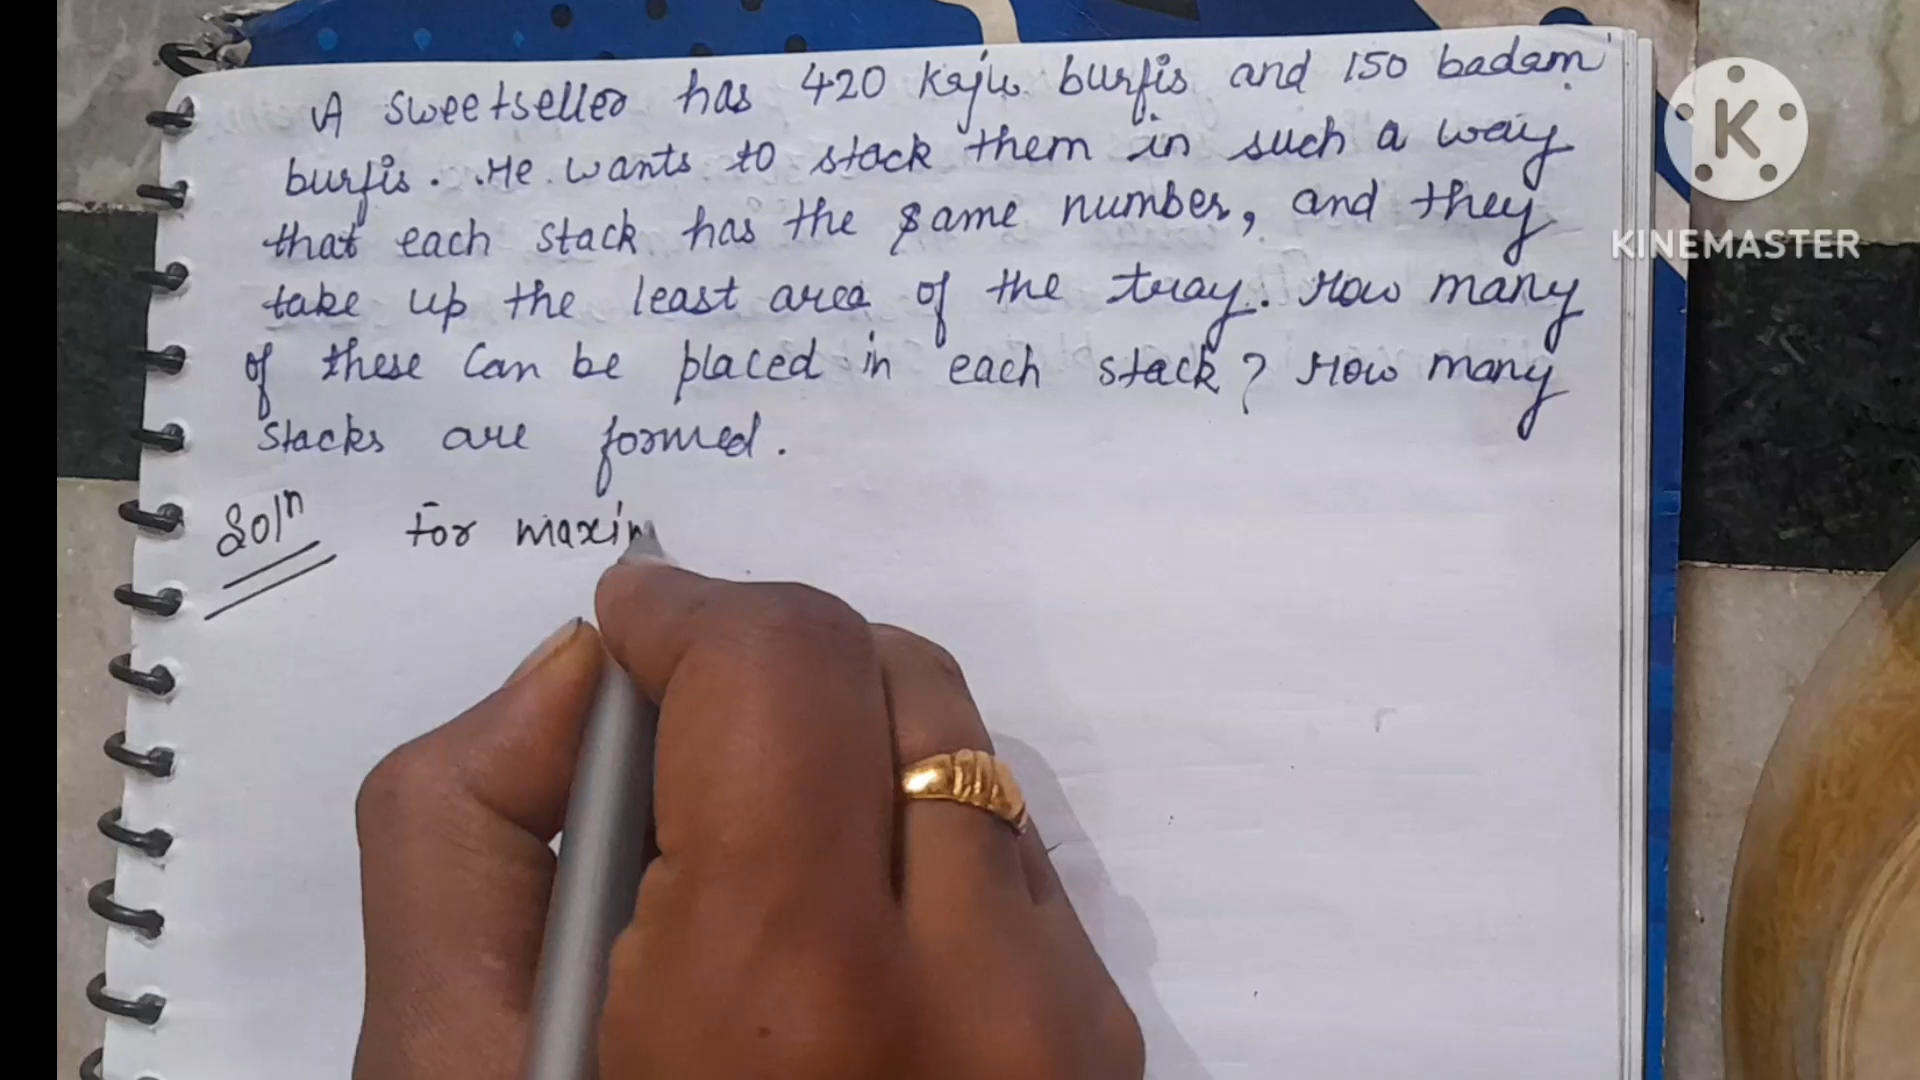 A sweetseller has 420 Kaju burfis and 150 badam
burfis. He wants to stack them in such a way
that each stack has the same number, and they
take up the least area of the tray. How many
of these Can be placed in each stack? How many
stacks are formed.
Soln For maxim
K
KINEMASTER